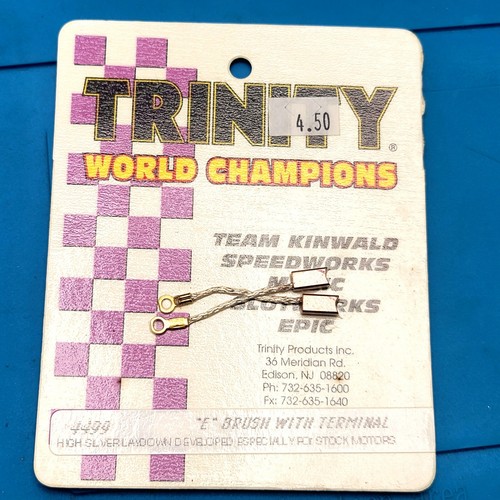 TRINITY®
4.50
WORLD CHAMPIONS
TEAM KINWALD
SPEEDWORKS
EPIC
Trinity Products Inc.
36 Meridian Rd.
Edison, NJ 08820
Ph: 732-635-1600
Fx: 732-635-1640
4499 "E" BRUSH WITH TERMINAL
HIGH SILVER LAYDOWN DEVELOPED ESPECIALLY FOR STOCK MOTORS